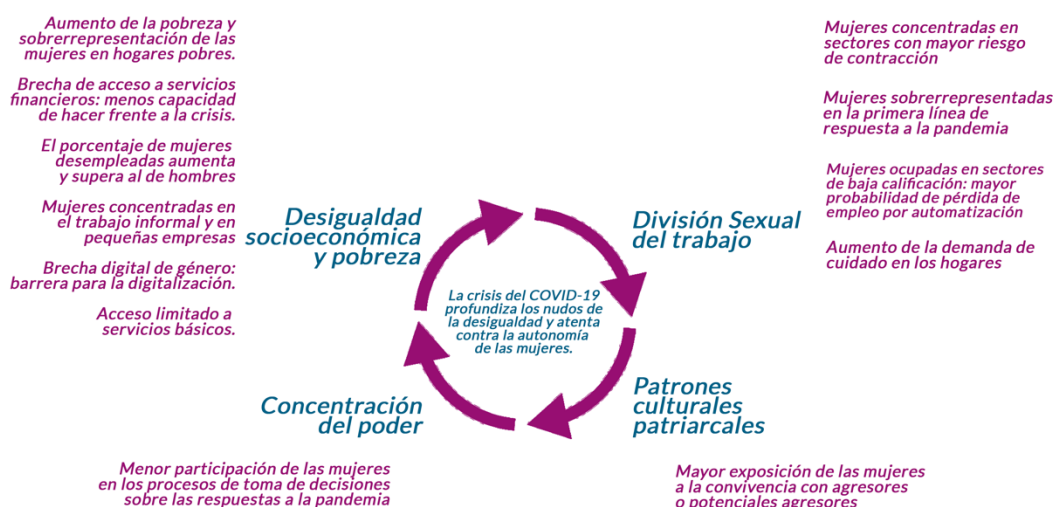 Aumento de la pobreza y
sobrerrepresentación de las
mujeres en hogares pobres.
Brecha de acceso a servicios
financieros: menos capacidad
de hacer frente a la crisis.
El porcentaje de mujeres
desempleadas aumenta
y supera al de hombres
Mujeres concentradas en
el trabajo informal y en
pequeñas empresas
Brecha digital de género:
barrera para la digitalización.
Acceso limitado a
servicios básicos.
Desigualdad
socioeconómica
y pobreza
División Sexual
del trabajo
Mujeres concentradas en
sectores con mayor riesgo
de contracción
Mujeres sobrerrepresentadas
en la primera línea de
respuesta a la pandemia
Mujeres ocupadas en sectores
de baja calificación: mayor
probabilidad de pérdida de
empleo por automatización
Aumento de la demanda de
cuidado en los hogares
La crisis del COVID-19
profundiza los nudos de
la desigualdad y atenta
contra la autonomía
de las mujeres.
Concentración
del poder
Patrones
culturales
patriarcales
Menor participación de las mujeres
en los procesos de toma de decisiones
sobre las respuestas a la pandemia
Mayor exposición de las mujeres
a la convivencia con agresores
o potenciales agresores